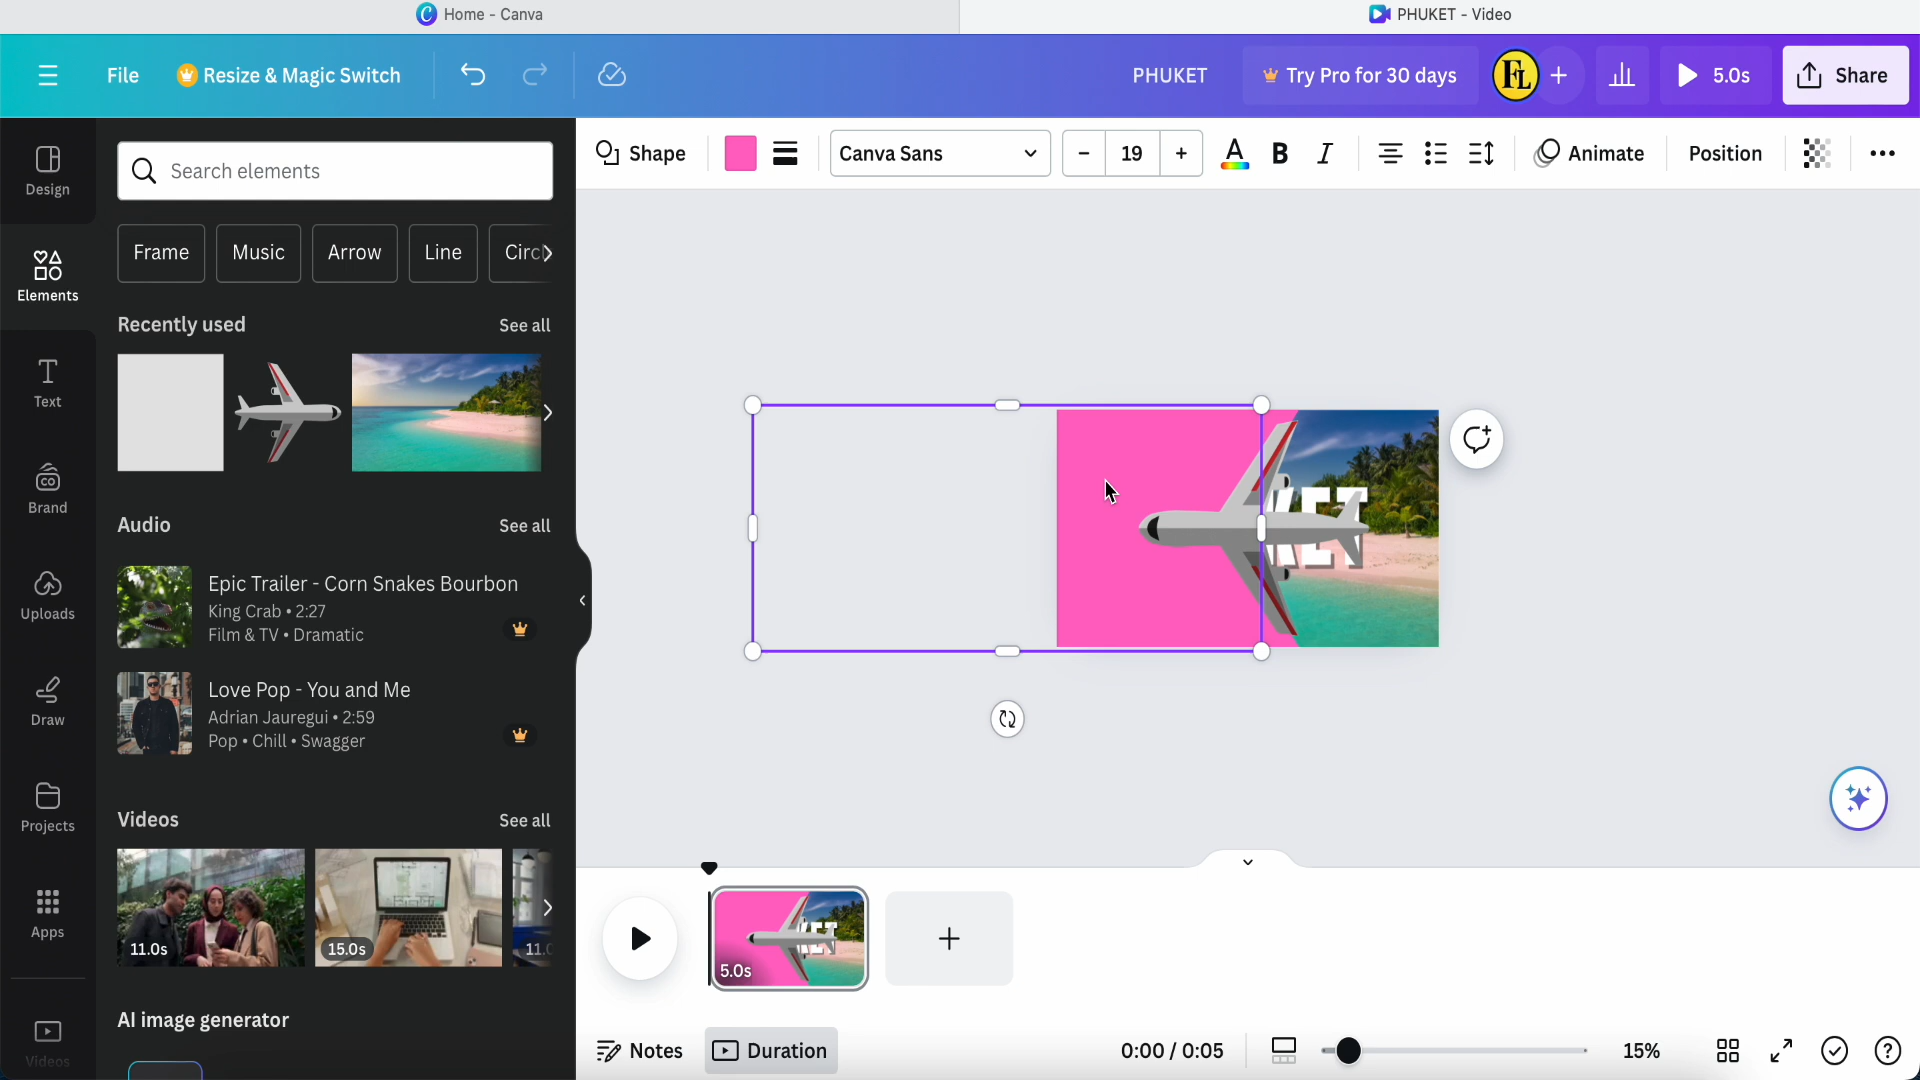 Home - Canva
PHUKET - Video
File
Resize & Magic Switch
PHUKET
Try Pro for 30 days
FL
5.0s
Share
Shape
Canva Sans
19
A
B
I
Animate
Position
Design
Elements
Text
Brand
Uploads
Draw
Projects
Apps
Videos
Search elements
Frame
Music
Arrow
Line
Recently used
See all
Audio
See all
Epic Trailer - Corn Snakes Bourbon
King Crab • 2:27
Film & TV • Dramatic
Love Pop - You and Me
Adrian Jauregui • 2:59
Pop • Chill • Swagger
Videos
See all
11.0s
15.0s
AI image generator
KET
5.0s
Notes
Duration
0:00 / 0:05
15%